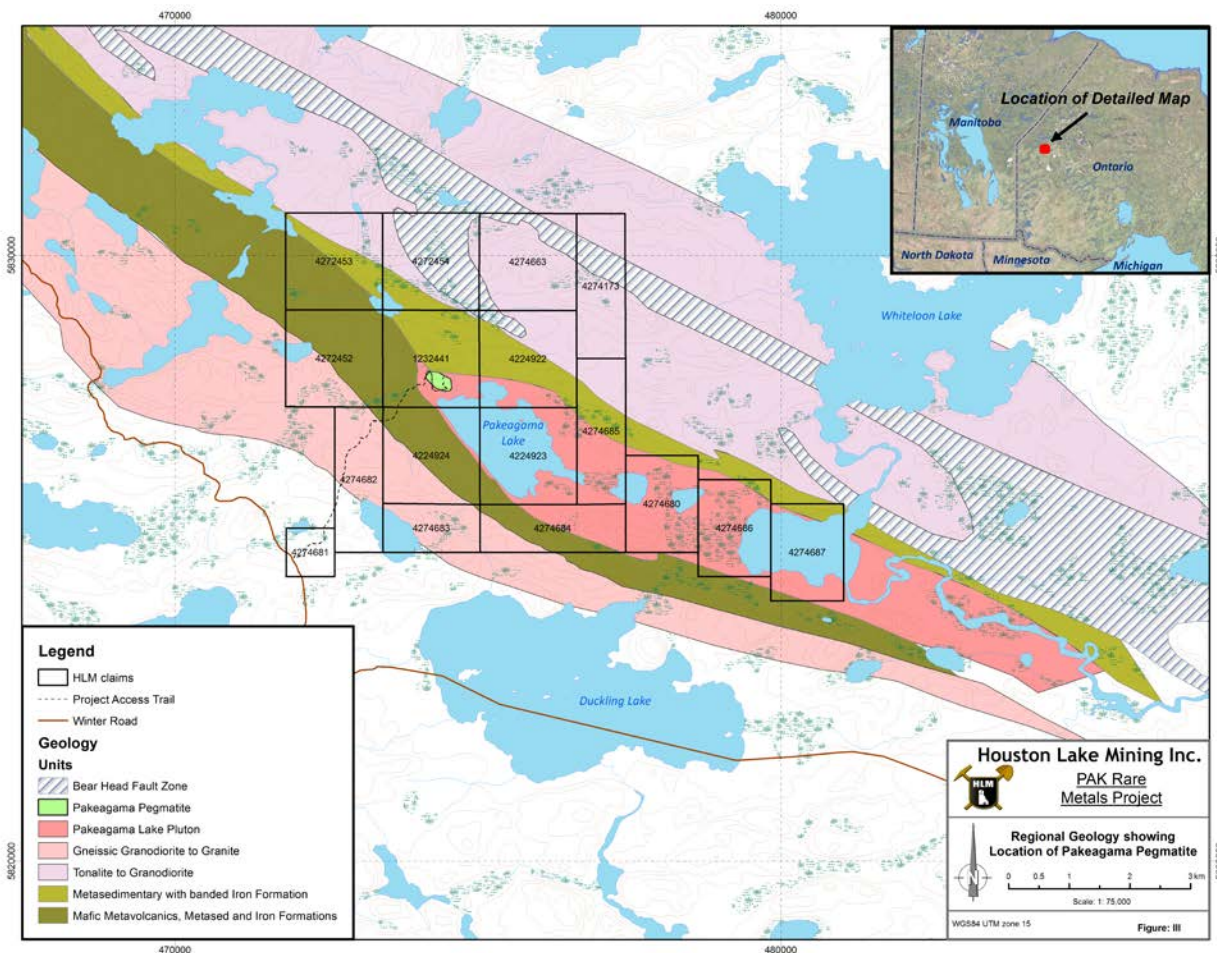 470000
480000
Location of Detailed Map
Manitoba
Ontario
North Dakota
Minnesota
Michigan
5830000
4272453
4272454
4274663
4274173
Whiteloon Lake
4272452
1232441
4224922
Pakeagama
Lake
4274685
4224924
4224923
4274682
4274680
4274683
4274684
4274686
4274681
4274687
Duckling Lake
Legend
HLM claims
Project Access Trail
Winter Road
Geology
Units
Bear Head Fault Zone
Pakeagama Pegmatite
Pakeagama Lake Pluton
Gneissic Granodiorite to Granite
Tonalite to Granodiorite
Metasedimentary with banded Iron Formation
Mafic Metavolcanics, Metased and Iron Formations
Houston Lake Mining Inc.
HLM
PAK Rare
Metals Project
N
Regional Geology showing
Location of Pakeagama Pegmatite
0 0.5 1 2 3 km
Scale: 1: 75,000
WGS84 UTM zone 15
Figure: III
5820000
470000
480000